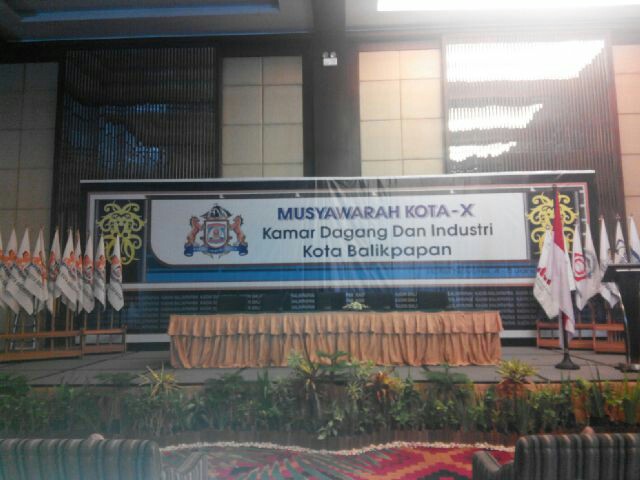 MUSYAWARAH KOTA-X
Kamar Dagang Dan Industri
Kota Balikpapan